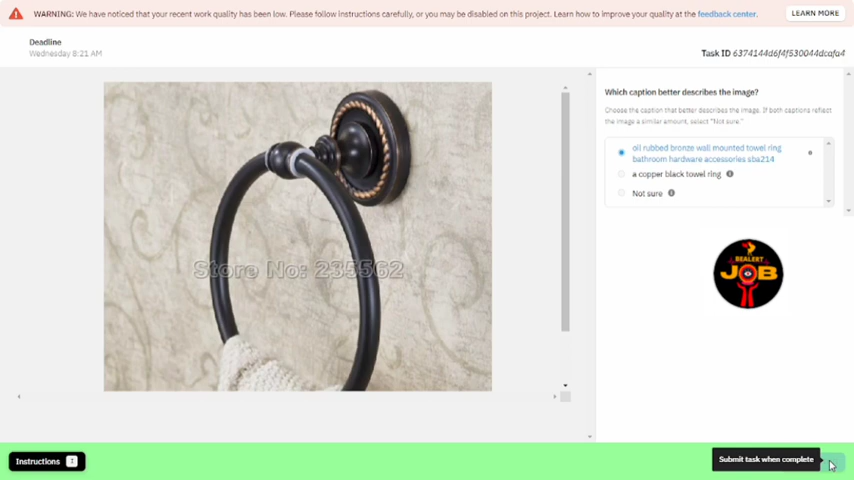 WARNING: We have noticed that your recent work quality has been low. Please follow instructions carefully, or you may be disabled on this project. Learn how to improve your quality at the feedback center.
LEARN MORE
Deadline
Wednesday 8:21 AM
Task ID 6374144d6f4f530044dcafa4
Which caption better describes the image?
Choose the caption that better describes the image. If both captions reflect
the image a similar amount, select "Not sure."
oil rubbed bronze wall mounted towel ring
bathroom hardware accessories sba214
a copper black towel ring
Not sure
Store No: 235562
REALERT
JOB
Instructions
Submit task when complete